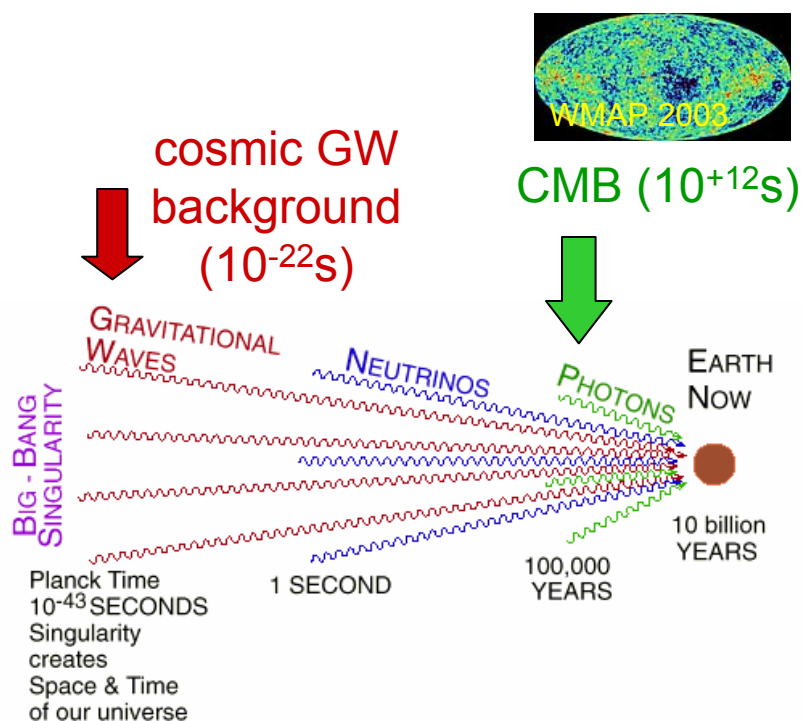 WMAP 2003
cosmic GW
background
(10⁻²²s)
CMB (10⁺¹²s)
GRAVITATIONAL
WAVES
NEUTRINOS
PHOTONS
EARTH
NOW
BIG - BANG
SINGULARITY
Planck Time
10⁻⁴³ SECONDS
Singularity
creates
Space & Time
of our universe
1 SECOND
100,000
YEARS
10 billion
YEARS